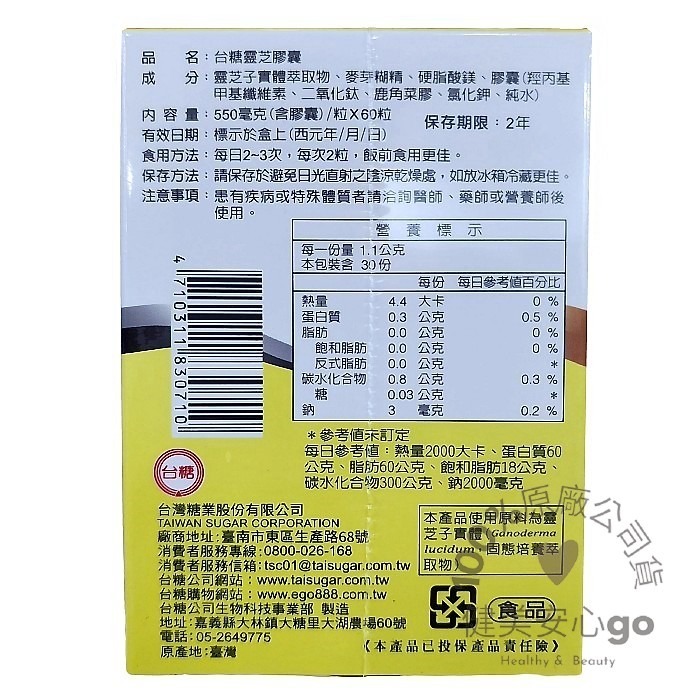 品 名：台糖靈芝膠囊
成 分：靈芝子實體萃取物、麥芽糊精、硬脂酸鎂、膠囊(羥丙基
甲基纖維素、二氧化鈦、鹿角菜膠、氯化鉀、純水)
內 容 量：550毫克(含膠囊)/粒X60粒
保存期限：2年
有效日期：標示於盒上(西元年/月/日)
食用方法：每日2~3次，每次2粒，飯前食用更佳。
保存方法：請保存於避免日光直射之陰涼乾燥處，如放冰箱冷藏更佳。
注意事項：患有疾病或特殊體質者請洽詢醫師、藥師或營養師後
使用。
營 養 標 示
每一份量 1.1公克
本包裝含 30份
每份 每日參考值百分比
熱量 4.4 大卡 0 %
蛋白質 0.3 公克 0.5 %
脂肪 0.0 公克 0 %
飽和脂肪 0.0 公克 0 %
反式脂肪 0.0 公克 *
碳水化合物 0.8 公克 0.3 %
糖 0.03 公克 *
鈉 3 毫克 0.2 %
*參考值未訂定
每日參考值：熱量2000大卡、蛋白質60
公克、脂肪60公克、飽和脂肪18公克、
碳水化合物300公克、鈉2000毫克
4 710311 830710
台糖
台灣糖業股份有限公司
TAIWAN SUGAR CORPORATION
廠商地址:臺南市東區生產路68號
消費者服務專線:0800-026-168
消費者服務信箱:tsc01@taisugar.com.tw
台糖公司網站:www.taisugar.com.tw
台糖購物網站:www.ego888.com.tw
台糖公司生物科技事業部 製造
地址:嘉義縣大林鎮大糖里大湖農場60號
電話:05-2649775
原產地:臺灣
本產品使用原料為靈
芝子實體(Ganoderma
lucidum)固態培養萃
取物
食品
《本產品已投保產品責任險》
100%原廠公司貨
健美安心go
Healthy & Beauty